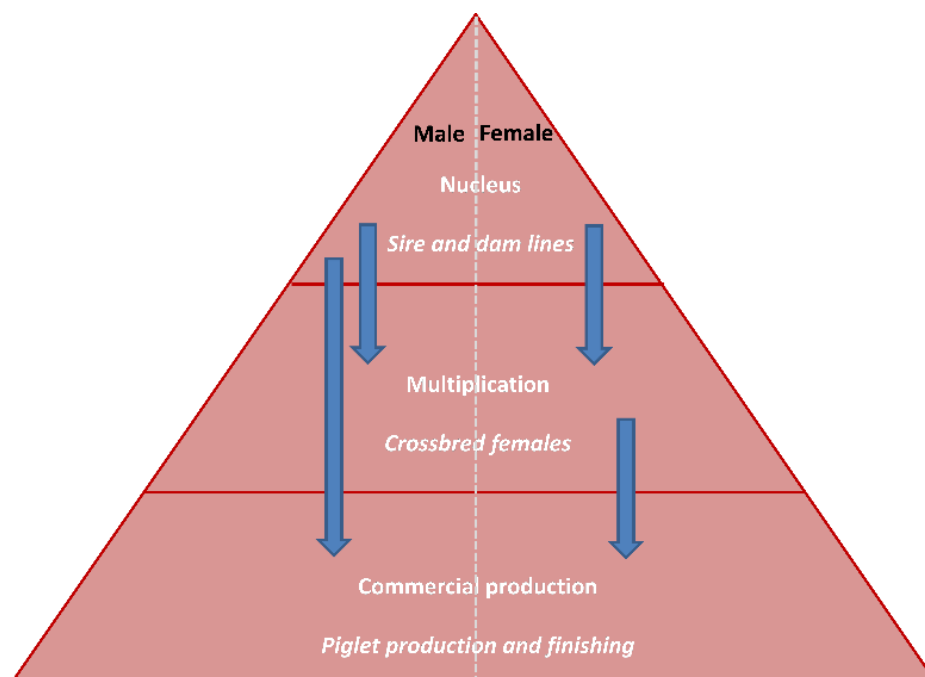 Male Female
Nucleus
Sire and dam lines
Multiplication
Crossbred females
Commercial production
Piglet production and finishing